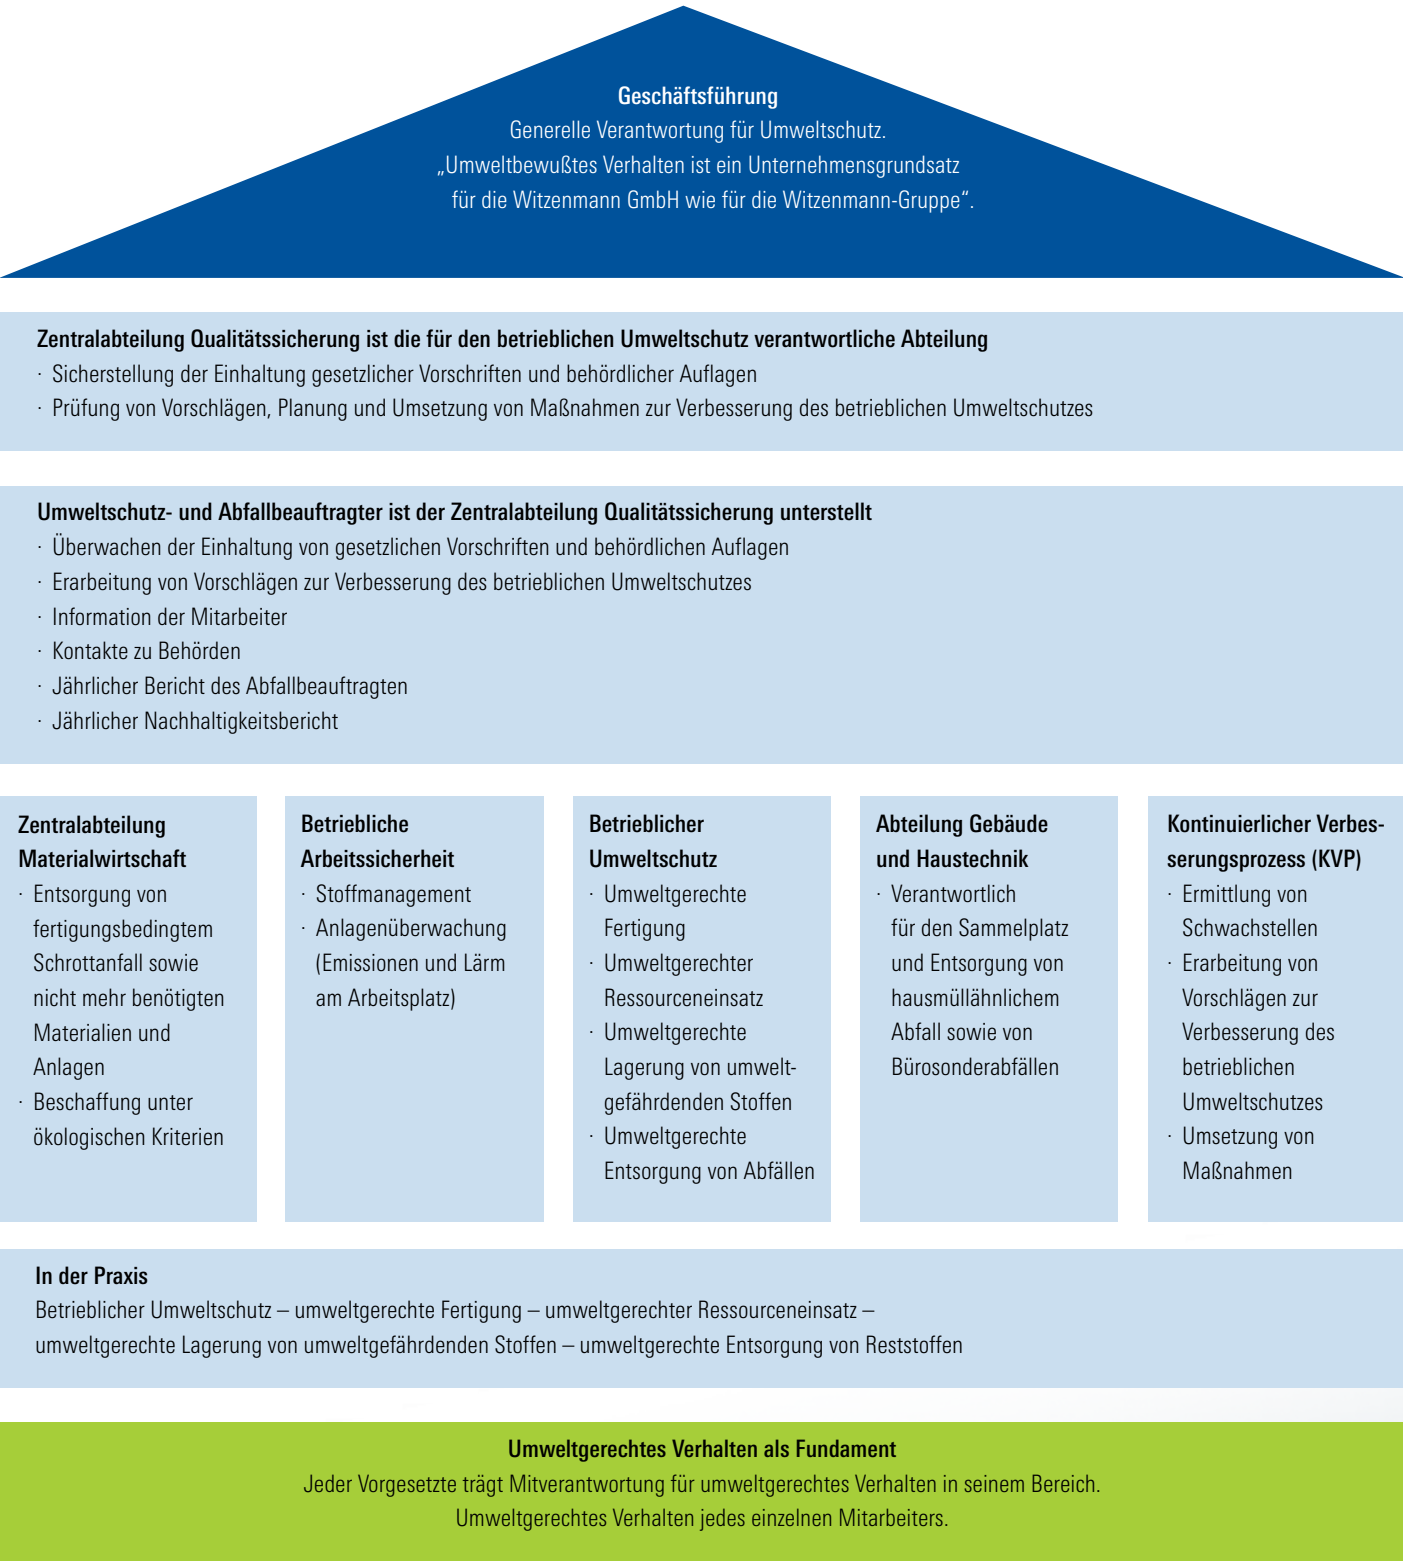 Geschäftsführung
Generelle Verantwortung für Umweltschutz.
„Umweltbewußtes Verhalten ist ein Unternehmensgrundsatz
für die Witzenmann GmbH wie für die Witzenmann-Gruppe“.
Zentralabteilung Qualitätssicherung ist die für den betrieblichen Umweltschutz verantwortliche Abteilung
· Sicherstellung der Einhaltung gesetzlicher Vorschriften und behördlicher Auflagen
· Prüfung von Vorschlägen, Planung und Umsetzung von Maßnahmen zur Verbesserung des betrieblichen Umweltschutzes
Umweltschutz- und Abfallbeauftragter ist der Zentralabteilung Qualitätssicherung unterstellt
· Überwachen der Einhaltung von gesetzlichen Vorschriften und behördlichen Auflagen
· Erarbeitung von Vorschlägen zur Verbesserung des betrieblichen Umweltschutzes
· Information der Mitarbeiter
· Kontakte zu Behörden
· Jährlicher Bericht des Abfallbeauftragten
· Jährlicher Nachhaltigkeitsbericht
Zentralabteilung
Materialwirtschaft
· Entsorgung von
fertigungsbedingtem
Schrottanfall sowie
nicht mehr benötigten
Materialien und
Anlagen
· Beschaffung unter
ökologischen Kriterien
Betriebliche
Arbeitssicherheit
· Stoffmanagement
· Anlagenüberwachung
(Emissionen und Lärm
am Arbeitsplatz)
Betrieblicher
Umweltschutz
· Umweltgerechte
Fertigung
· Umweltgerechter
Ressourceneinsatz
· Umweltgerechte
Lagerung von umwelt-
gefährdenden Stoffen
· Umweltgerechte
Entsorgung von Abfällen
Abteilung Gebäude
und Haustechnik
· Verantwortlich
für den Sammelplatz
und Entsorgung von
hausmüllähnlichem
Abfall sowie von
Bürosonderabfällen
Kontinuierlicher Verbes-
serungsprozess (KVP)
· Ermittlung von
Schwachstellen
· Erarbeitung von
Vorschlägen zur
Verbesserung des
betrieblichen
Umweltschutzes
· Umsetzung von
Maßnahmen
In der Praxis
Betrieblicher Umweltschutz – umweltgerechte Fertigung – umweltgerechter Ressourceneinsatz –
umweltgerechte Lagerung von umweltgefährdenden Stoffen – umweltgerechte Entsorgung von Reststoffen
Umweltgerechtes Verhalten als Fundament
Jeder Vorgesetzte trägt Mitverantwortung für umweltgerechtes Verhalten in seinem Bereich.
Umweltgerechtes Verhalten jedes einzelnen Mitarbeiters.